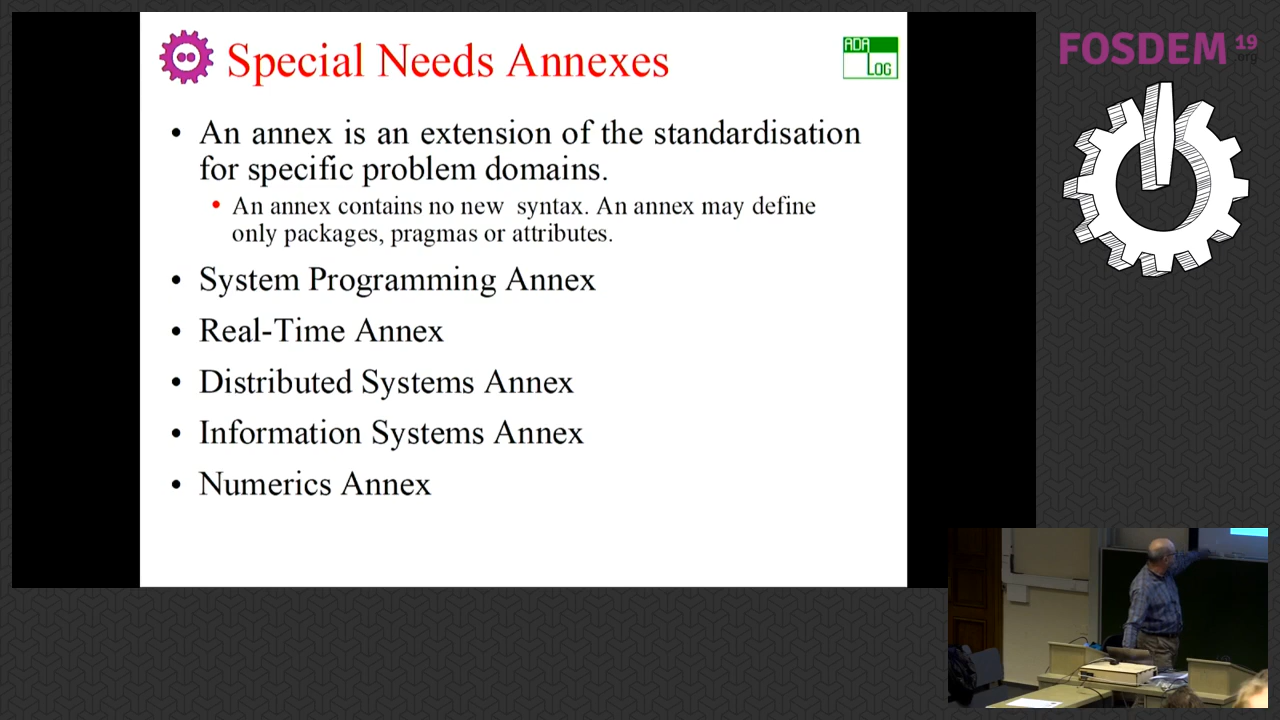 Special Needs Annexes
ADA
LOG
FOSDEM 19
.org
• An annex is an extension of the standardisation
for specific problem domains.
• An annex contains no new syntax. An annex may define
only packages, pragmas or attributes.
• System Programming Annex
• Real-Time Annex
• Distributed Systems Annex
• Information Systems Annex
• Numerics Annex